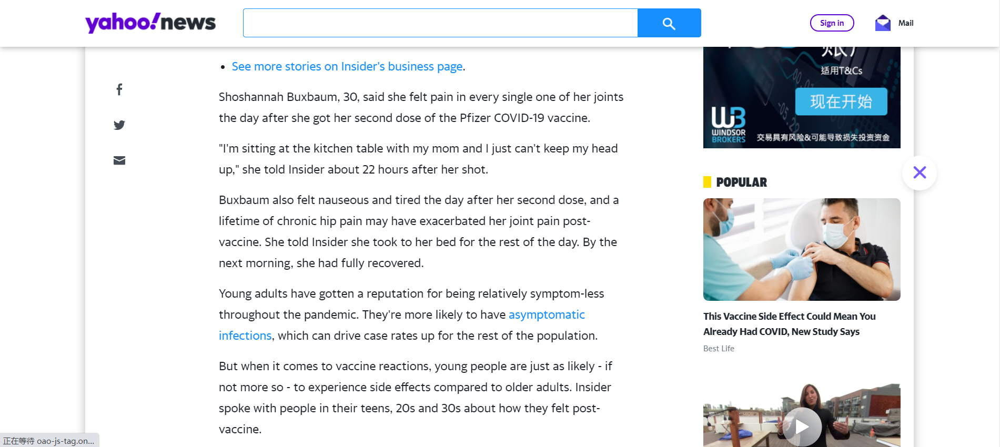 yahoo!news
Sign in
Mail
See more stories on Insider's business page.
Shoshannah Buxbaum, 30, said she felt pain in every single one of her joints
the day after she got her second dose of the Pfizer COVID-19 vaccine.
"I'm sitting at the kitchen table with my mom and I just can't keep my head
up," she told Insider about 22 hours after her shot.
Buxbaum also felt nauseous and tired the day after her second dose, and a
lifetime of chronic hip pain may have exacerbated her joint pain post-
vaccine. She told Insider she took to her bed for the rest of the day. By the
next morning, she had fully recovered.
Young adults have gotten a reputation for being relatively symptom-less
throughout the pandemic. They're more likely to have asymptomatic
infections, which can drive case rates up for the rest of the population.
But when it comes to vaccine reactions, young people are just as likely - if
not more so - to experience side effects compared to older adults. Insider
spoke with people in their teens, 20s and 30s about how they felt post-
vaccine.
适用T&Cs
现在开始
WINDSOR
BROKERS
交易具有风险&可能导致损失投资资金
POPULAR
This Vaccine Side Effect Could Mean You
Already Had COVID, New Study Says
Best Life
正在等待 oao-js-tag.on...